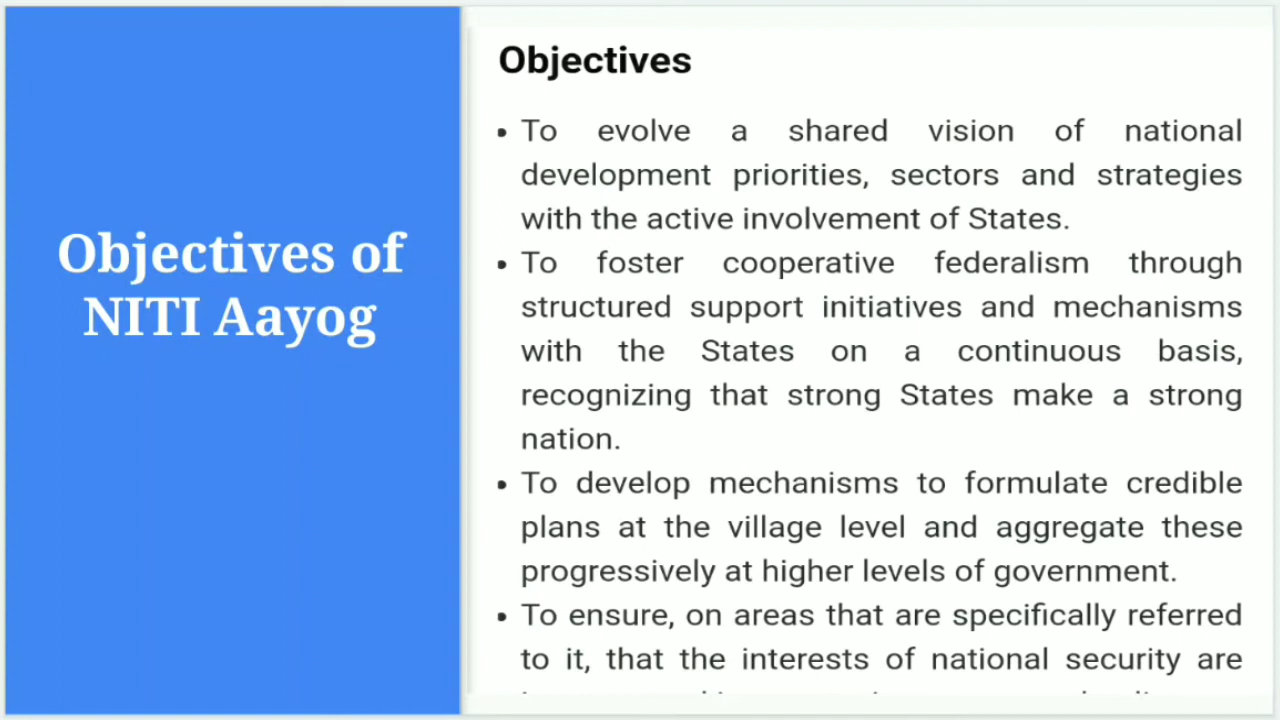 Objectives of
NITI Aayog
Objectives
• To evolve a shared vision of national
development priorities, sectors and strategies
with the active involvement of States.
• To foster cooperative federalism through
structured support initiatives and mechanisms
with the States on a continuous basis,
recognizing that strong States make a strong
nation.
• To develop mechanisms to formulate credible
plans at the village level and aggregate these
progressively at higher levels of government.
• To ensure, on areas that are specifically referred
to it, that the interests of national security are